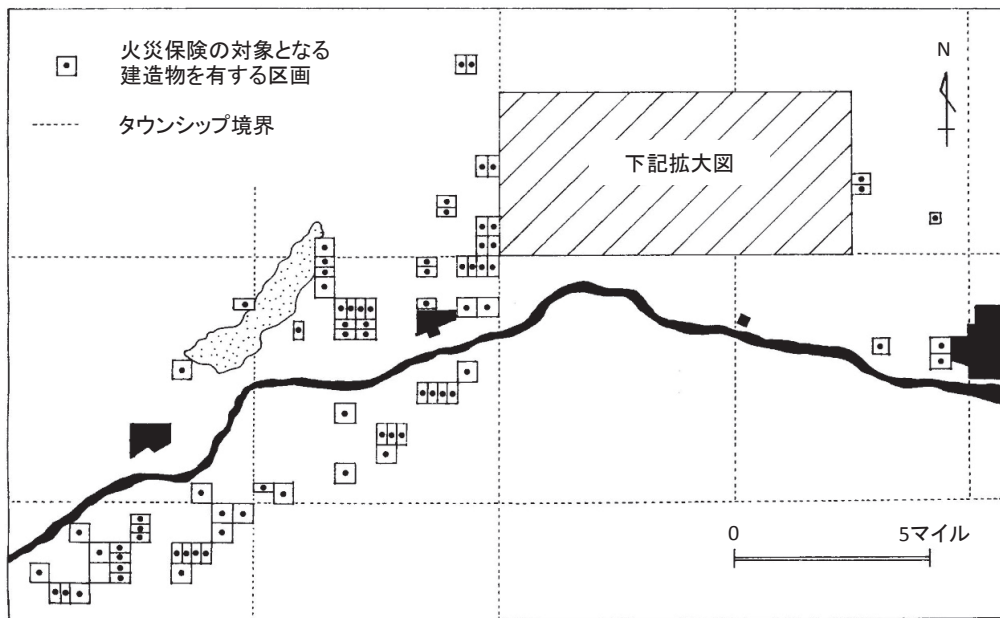 火災保険の対象となる
建造物を有する区画
タウンシップ境界
N
下記拡大図
0 5マイル